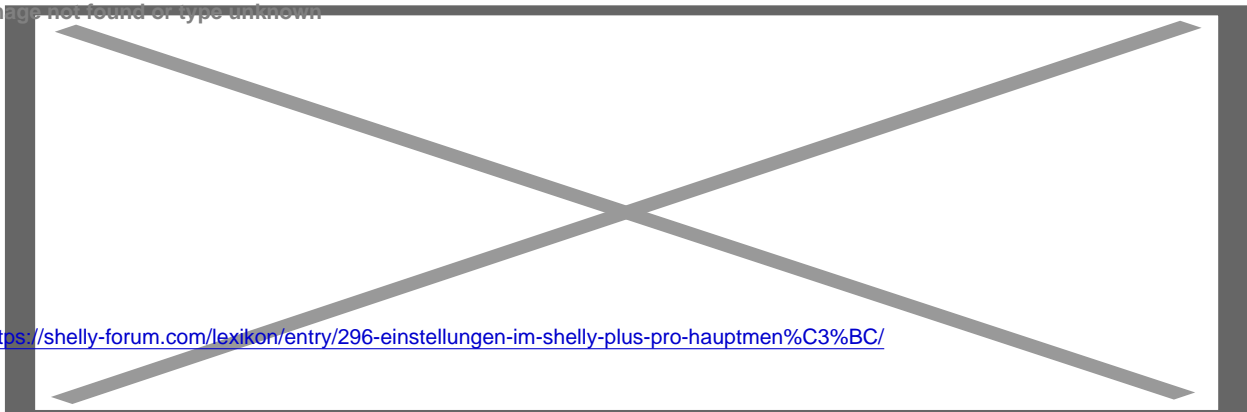 nage not found or type unknown
tps://shelly-forum.com/lexikon/entry/296-einstellungen-im-shelly-plus-pro-hauptmen%C3%BC/